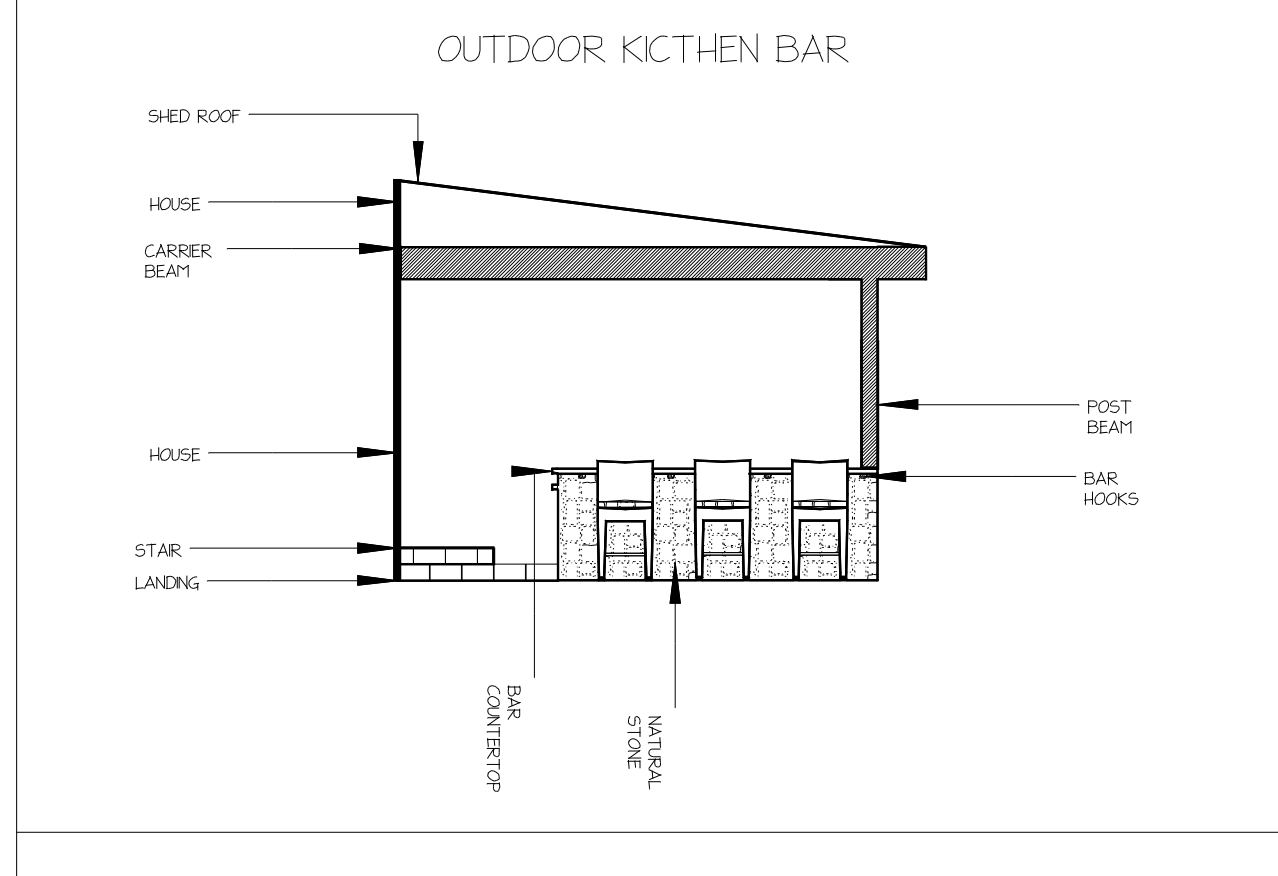 OUTDOOR KICTHEN BAR
SHED ROOF
HOUSE
CARRIER
BEAM
POST
BEAM
HOUSE
BAR
HOOKS
STAIR
LANDING
BAR
COUNTERTOP
NATURAL
STONE